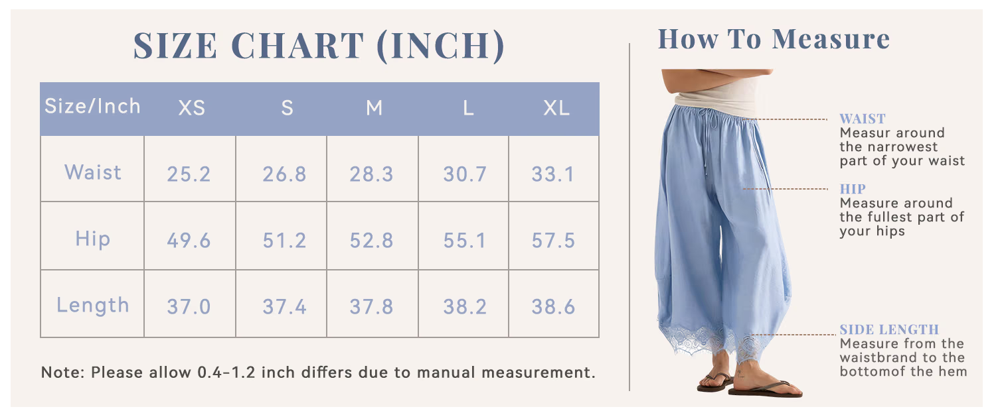 SIZE CHART (INCH)
Size/Inch XS S M L XL
Waist 25.2 26.8 28.3 30.7 33.1
Hip 49.6 51.2 52.8 55.1 57.5
Length 37.0 37.4 37.8 38.2 38.6
Note: Please allow 0.4-1.2 inch differs due to manual measurement.
How To Measure
WAIST
Measur around
the narrowest
part of your waist
HIP
Measure around
the fullest part of
your hips
SIDE LENGTH
Measure from the
waistbrand to the
bottomof the hem